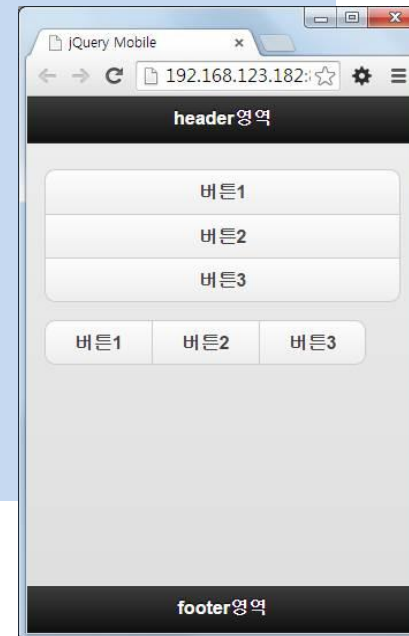 jQuery Mobile
192.168.123.182:
header영역
버튼1
버튼2
버튼3
버튼1 버튼2 버튼3
footer영역